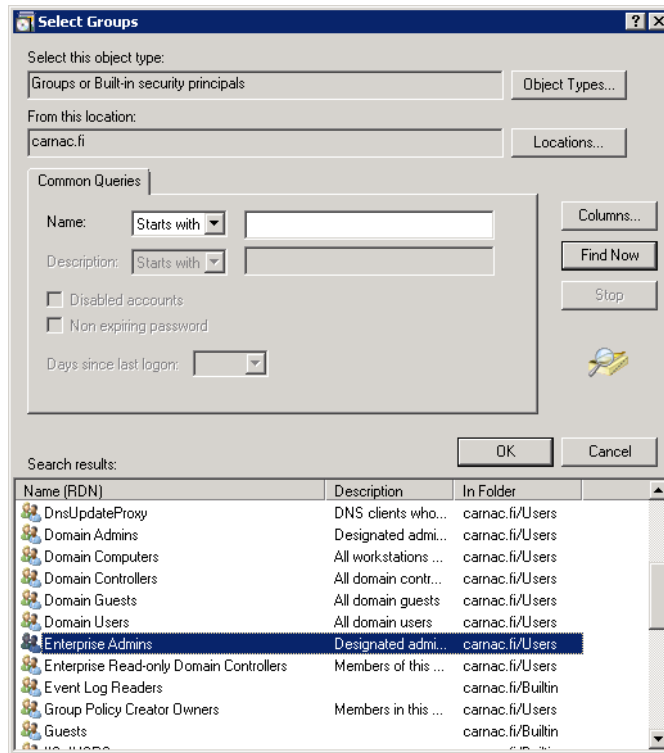 Select Groups
Select this object type:
Groups or Built-in security principals
Object Types...
From this location:
carnac.fi
Locations...
Common Queries
Name: Starts with
Columns...
Description: Starts with
Find Now
Disabled accounts
Stop
Non expiring password
Days since last logon:
OK Cancel
Search results:
Name (RDN) Description In Folder
DnsUpdateProxy DNS clients who... carnac.fi/Users
Domain Admins Designated admi... carnac.fi/Users
Domain Computers All workstations ... carnac.fi/Users
Domain Controllers All domain contr... carnac.fi/Users
Domain Guests All domain guests carnac.fi/Users
Domain Users All domain users carnac.fi/Users
Enterprise Admins Designated admi... carnac.fi/Users
Enterprise Read-only Domain Controllers Members of this ... carnac.fi/Users
Event Log Readers carnac.fi/Builtin
Group Policy Creator Owners Members in this ... carnac.fi/Users
Guests carnac.fi/Builtin